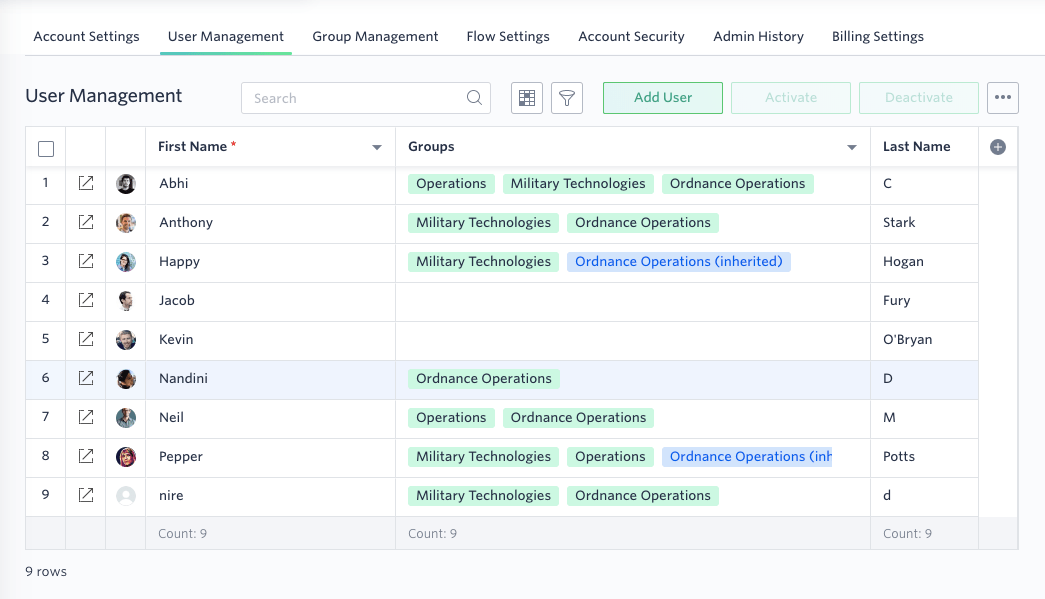 Account Settings User Management Group Management Flow Settings Account Security Admin History Billing Settings
User Management Search Add User Activate Deactivate
First Name * Groups Last Name
1 Abhi Operations Military Technologies Ordnance Operations C
2 Anthony Military Technologies Ordnance Operations Stark
3 Happy Military Technologies Ordnance Operations (inherited) Hogan
4 Jacob Fury
5 Kevin O'Bryan
6 Nandini Ordnance Operations D
7 Neil Operations Ordnance Operations M
8 Pepper Military Technologies Operations Ordnance Operations (inh Potts
9 nire Military Technologies Ordnance Operations d
Count: 9 Count: 9 Count: 9
9 rows